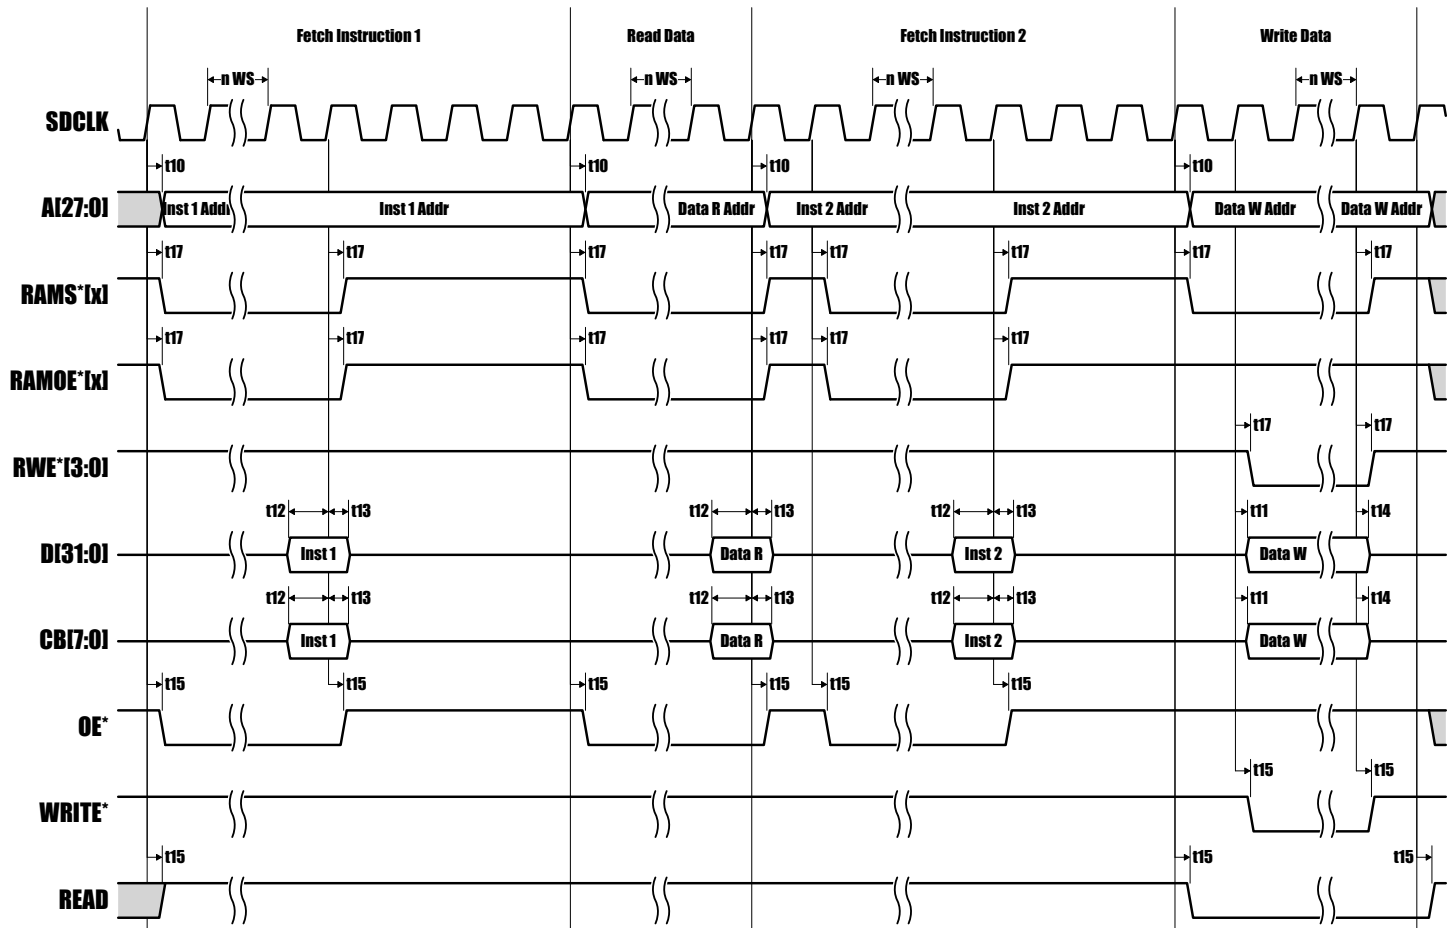 Fetch Instruction 1 Read Data Fetch Instruction 2 Write Data
n WS n WS n WS n WS
SDCLK
t10 t10 t10 t10
A[27:0] Inst 1 Addr Inst 1 Addr Data R Addr Inst 2 Addr Inst 2 Addr Data W Addr Data W Addr
t17 t17 t17 t17 t17 t17 t17 t17
RAMS*[x]
t17 t17 t17 t17 t17 t17
RAMOE*[x]
t17 t17
RWE*[3:0]
t12 t13 t12 t13 t12 t13 t11 t14
D[31:0] Inst 1 Data R Inst 2 Data W
t12 t13 t12 t13 t12 t13 t11 t14
CB[7:0] Inst 1 Data R Inst 2 Data W
t15 t15 t15 t15 t15 t15
OE*
t15 t15
WRITE*
t15 t15 t15
READ